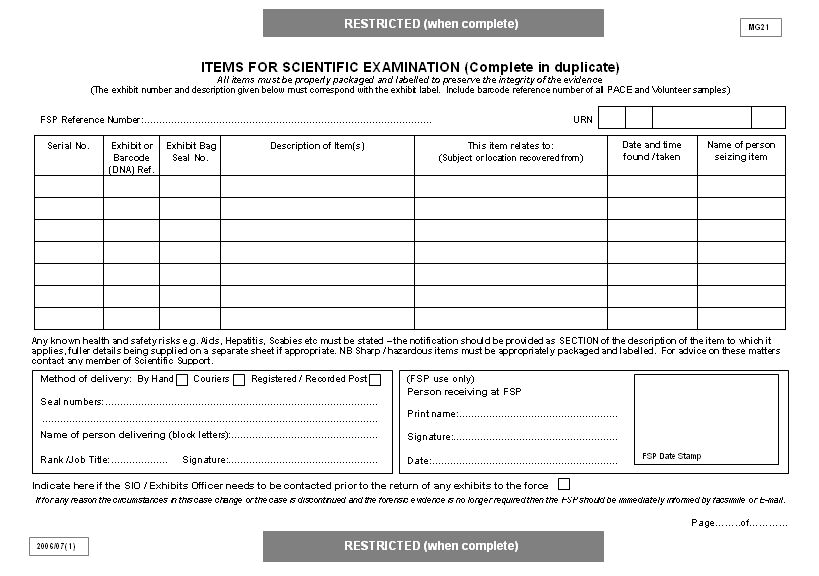 RESTRICTED (when complete)
MG21
ITEMS FOR SCIENTIFIC EXAMINATION (Complete in duplicate)
All items must be properly packaged and labelled to preserve the integrity of the evidence
(The exhibit number and description given below must correspond with the exhibit label.  Include barcode reference number of all PACE and Volunteer samples)
FSP Reference Number:............................................................................................... URN
Serial No.
Exhibit or
Barcode
(DNA) Ref.
Exhibit Bag
Seal No.
Description of Item(s)
This item relates to:
(Subject or location recovered from)
Date and time
found / taken
Name of person
seizing item
Any known health and safety risks e.g. Aids, Hepatitis, Scabies etc must be stated – the notification should be provided as SECTION of the description of the item to which it
applies, fuller details being supplied on a separate sheet if appropriate. NB Sharp / hazardous items must be appropriately packaged and labelled.  For advice on these matters
contact any member of Scientific Support.
Method of delivery:  By Hand Couriers Registered / Recorded Post
Seal numbers:...........................................................................................
.................................................................................................................
Name of person delivering (block letters):.................................................
Rank /Job Title:................... Signature:..................................................
(FSP use only)
Person receiving at FSP
Print name:.....................................................
Signature:.......................................................
Date:..............................................................
FSP Date Stamp
Indicate here if the SIO / Exhibits Officer needs to be contacted prior to the return of any exhibits to the force
If for any reason the circumstances in this case change or the case is discontinued and the forensic evidence is no longer required then the FSP should be immediately informed by facsimile or E-mail.
Page........of............
2006/07(1)
RESTRICTED (when complete)